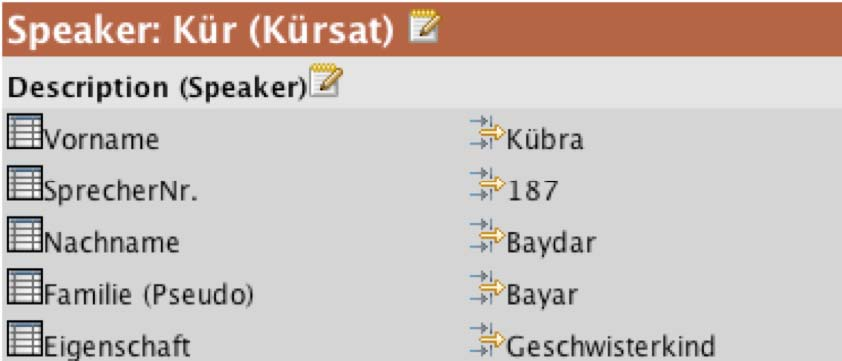 Speaker: Kür (Kürsat)
Description (Speaker)
Vorname Kübra
SprecherNr. 187
Nachname Baydar
Familie (Pseudo) Bayar
Eigenschaft Geschwisterkind